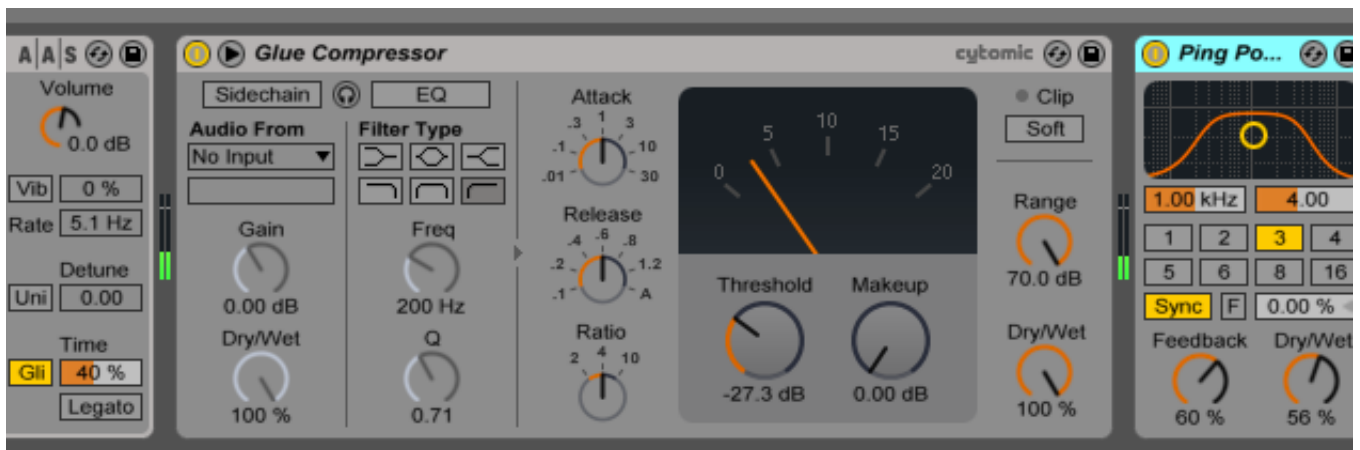 A|A|S
Volume
0.0 dB
Vib 0 %
Rate 5.1 Hz
Detune
Uni 0.00
Time
Gli 40 %
Legato
Glue Compressor
cytomic
Sidechain EQ
Audio From
No Input
Filter Type
Gain
0.00 dB
Freq
200 Hz
Dry/Wet
100 %
Q
0.71
Attack
.01 .1 .3 1 3 10 30
Release
.1 .2 .4 .6 .8 1.2 A
Ratio
2 4 10
0 5 10 15 20
Threshold
-27.3 dB
Makeup
0.00 dB
Clip
Soft
Range
70.0 dB
Dry/Wet
100 %
Ping Po...
1.00 kHz 4.00
1 2 3 4
5 6 8 16
Sync F 0.00 %
Feedback Dry/Wet
60 % 56 %